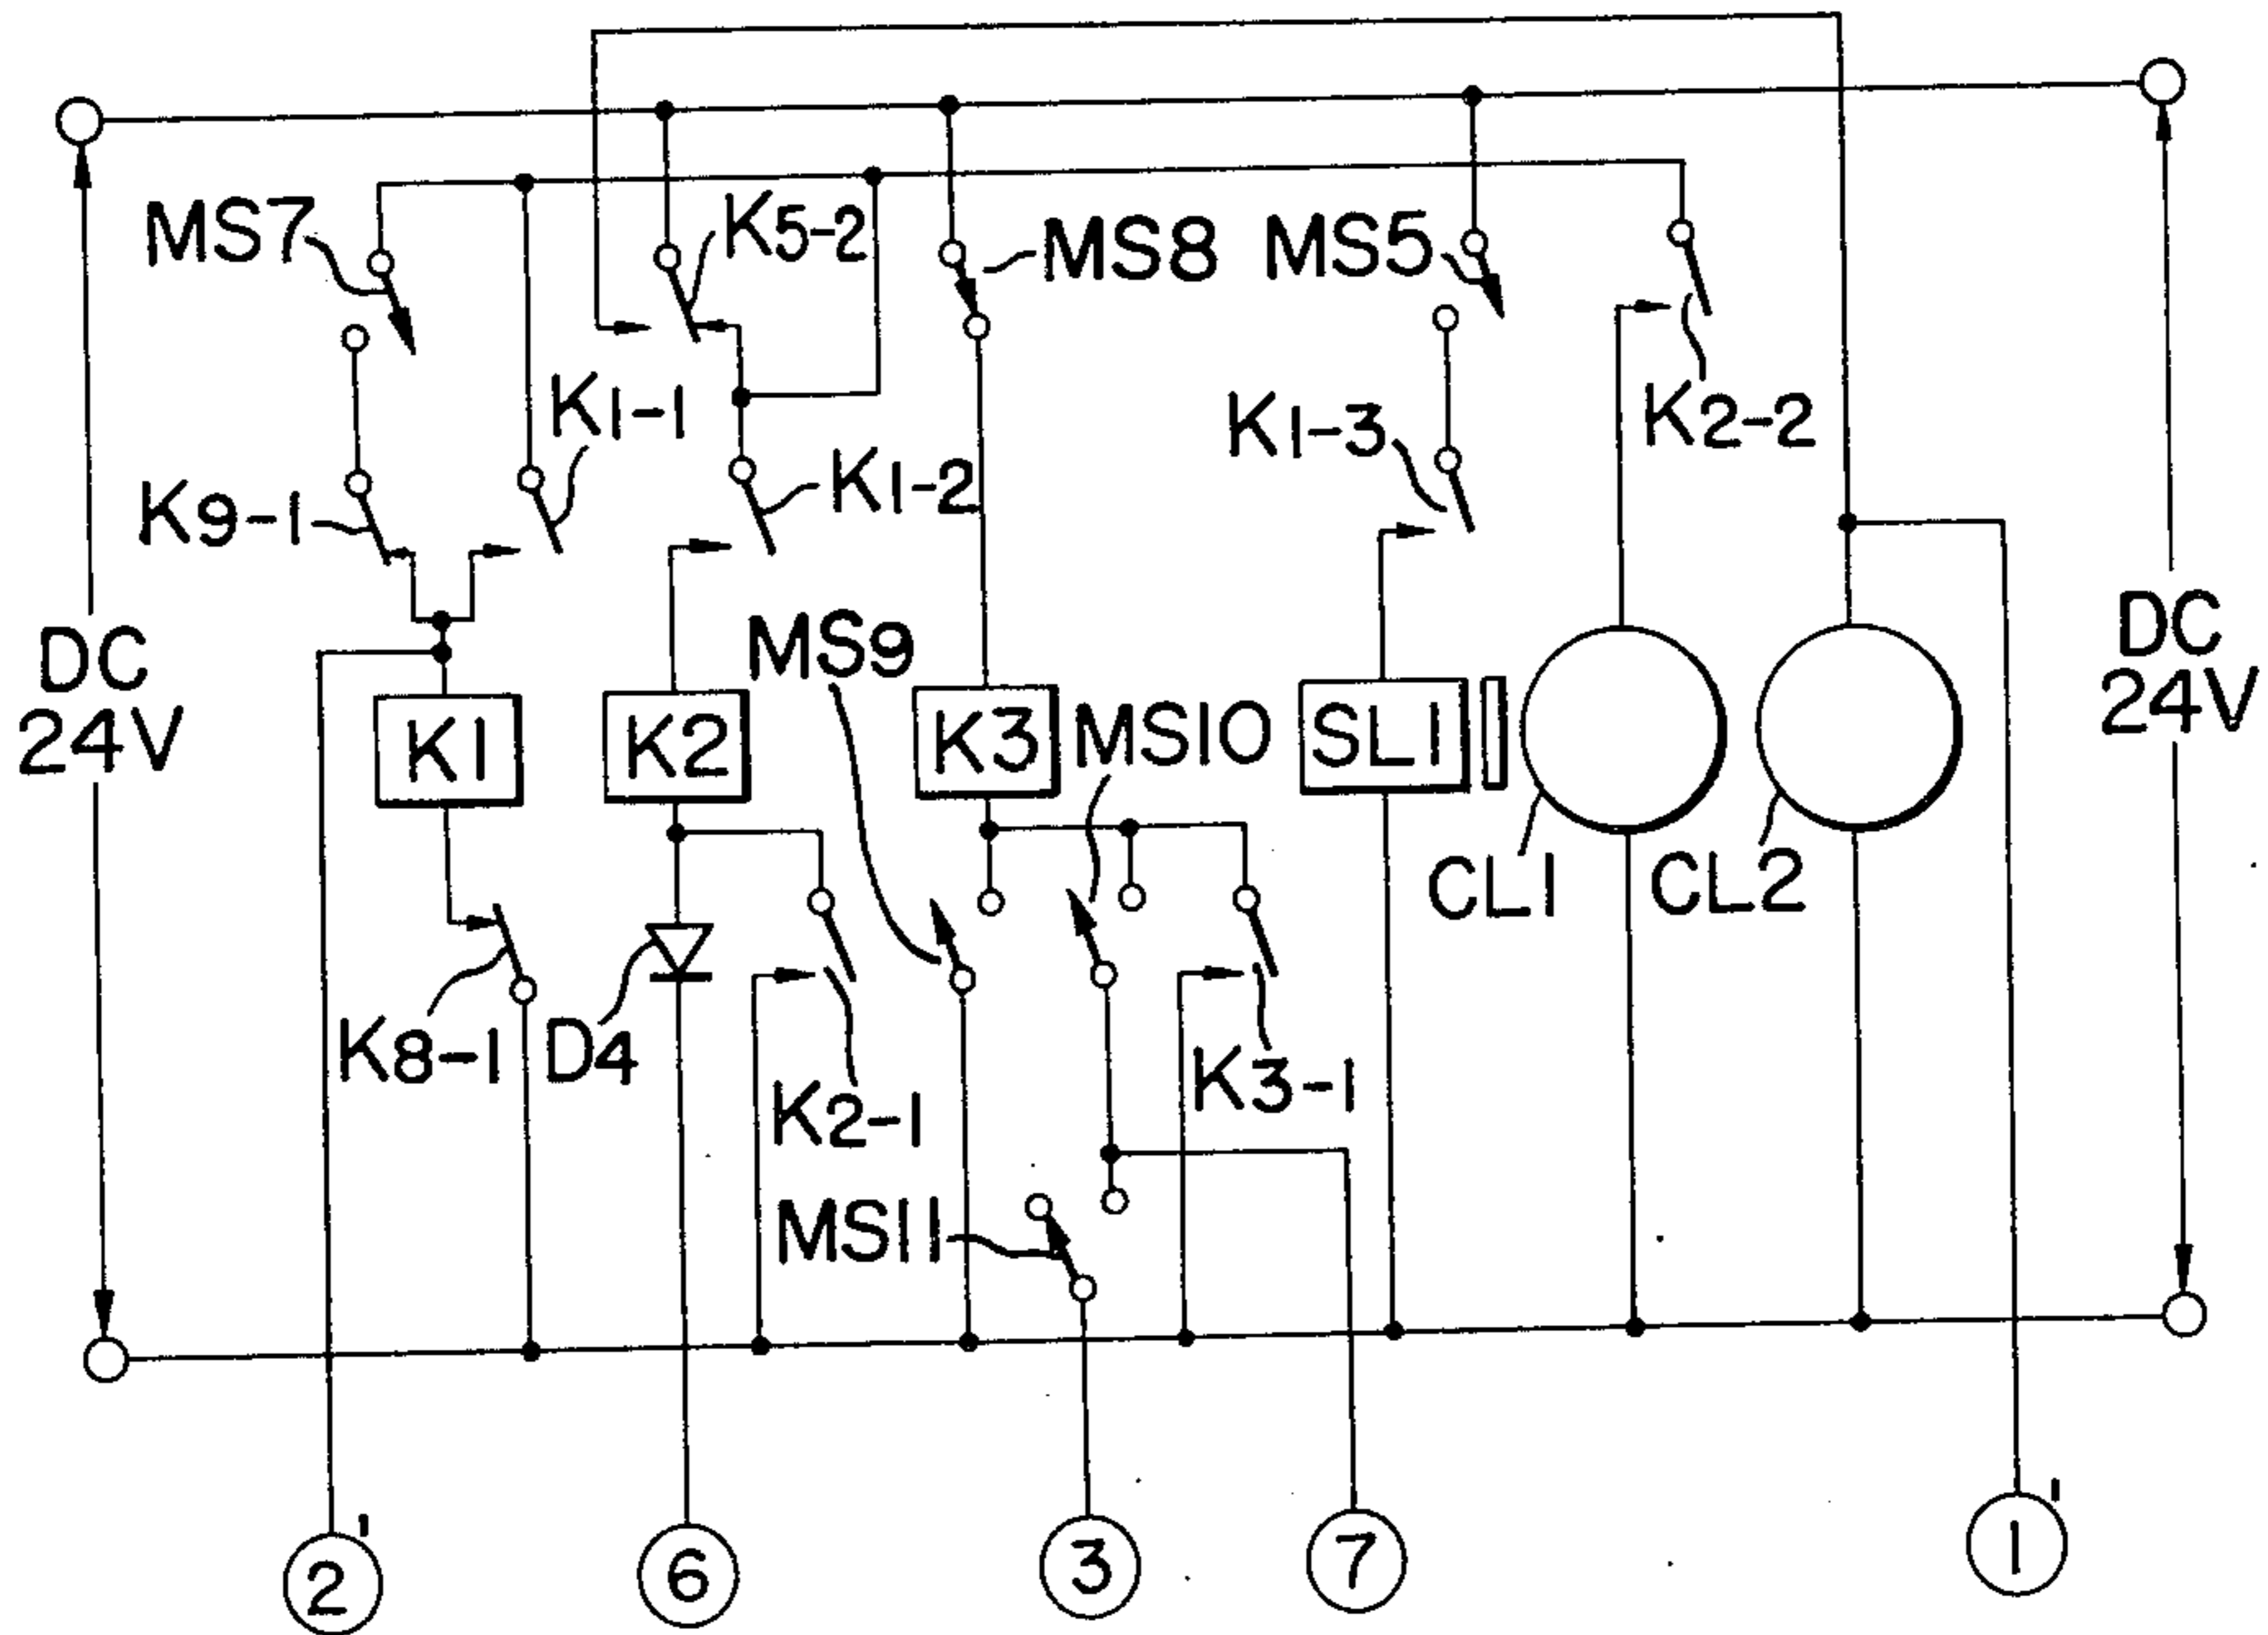 MS7
K5-2
MS8
MS5
K1-1
K1-3
K2-2
K9-1
K1-2
DC
24V
MS9
DC
24V
K1
K2
K3
MS10
SL1
CL1
CL2
K8-1
D4
K2-1
K3-1
MS11
2'
6
3
7
1'